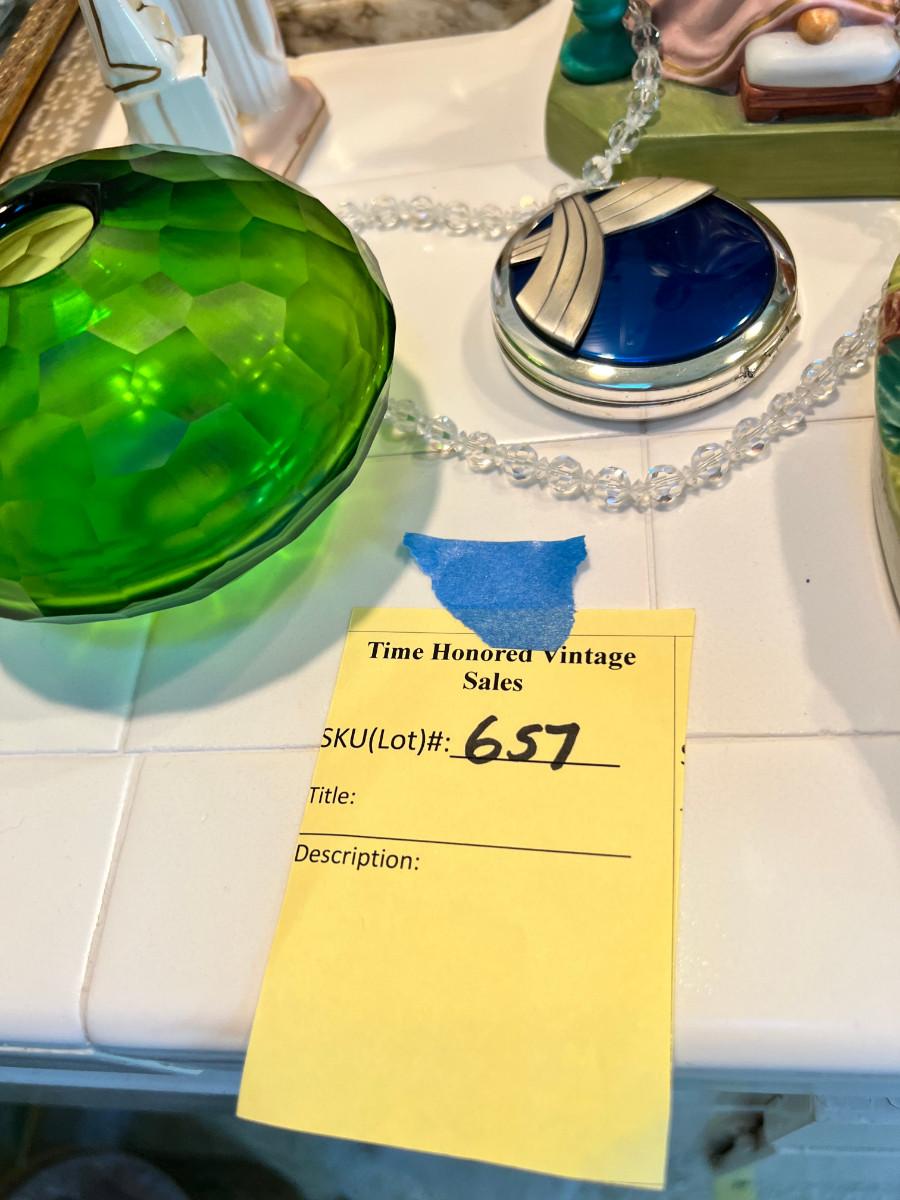 Time Honored Vintage
Sales
SKU(Lot)#: 657
Title:
Description: